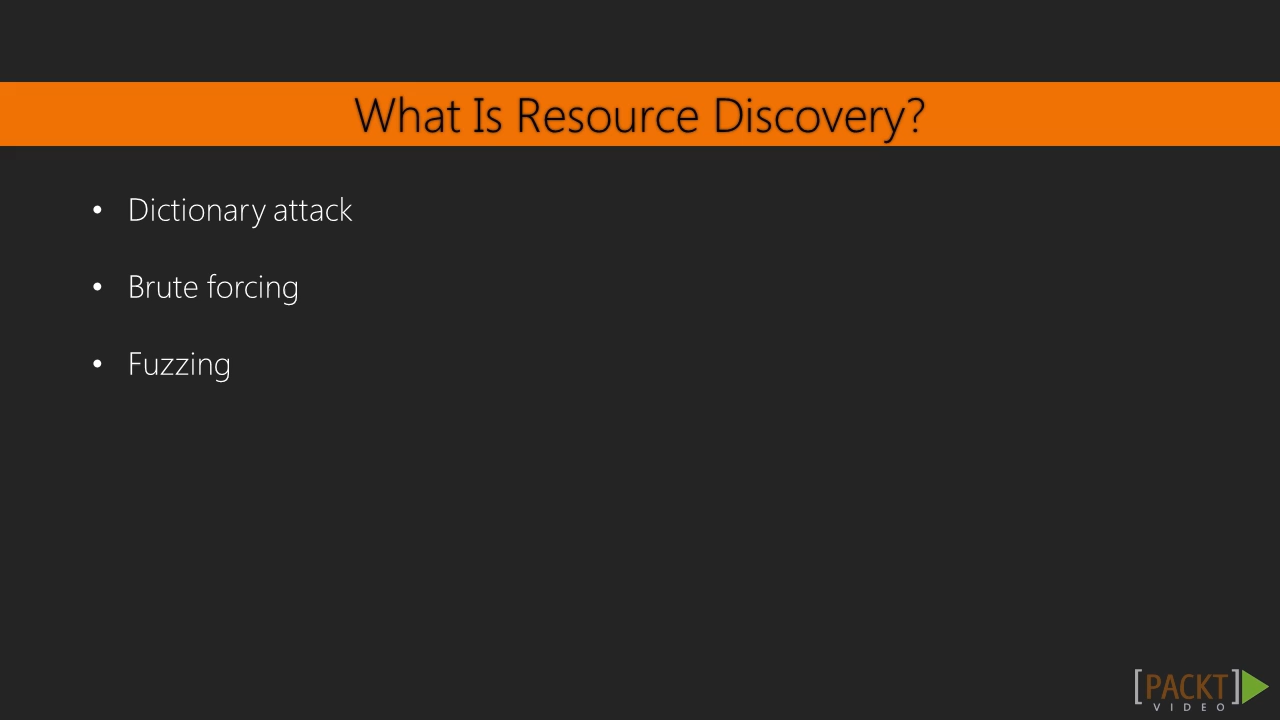 What Is Resource Discovery?
• Dictionary attack
• Brute forcing
• Fuzzing
[PACKT]
VIDEO